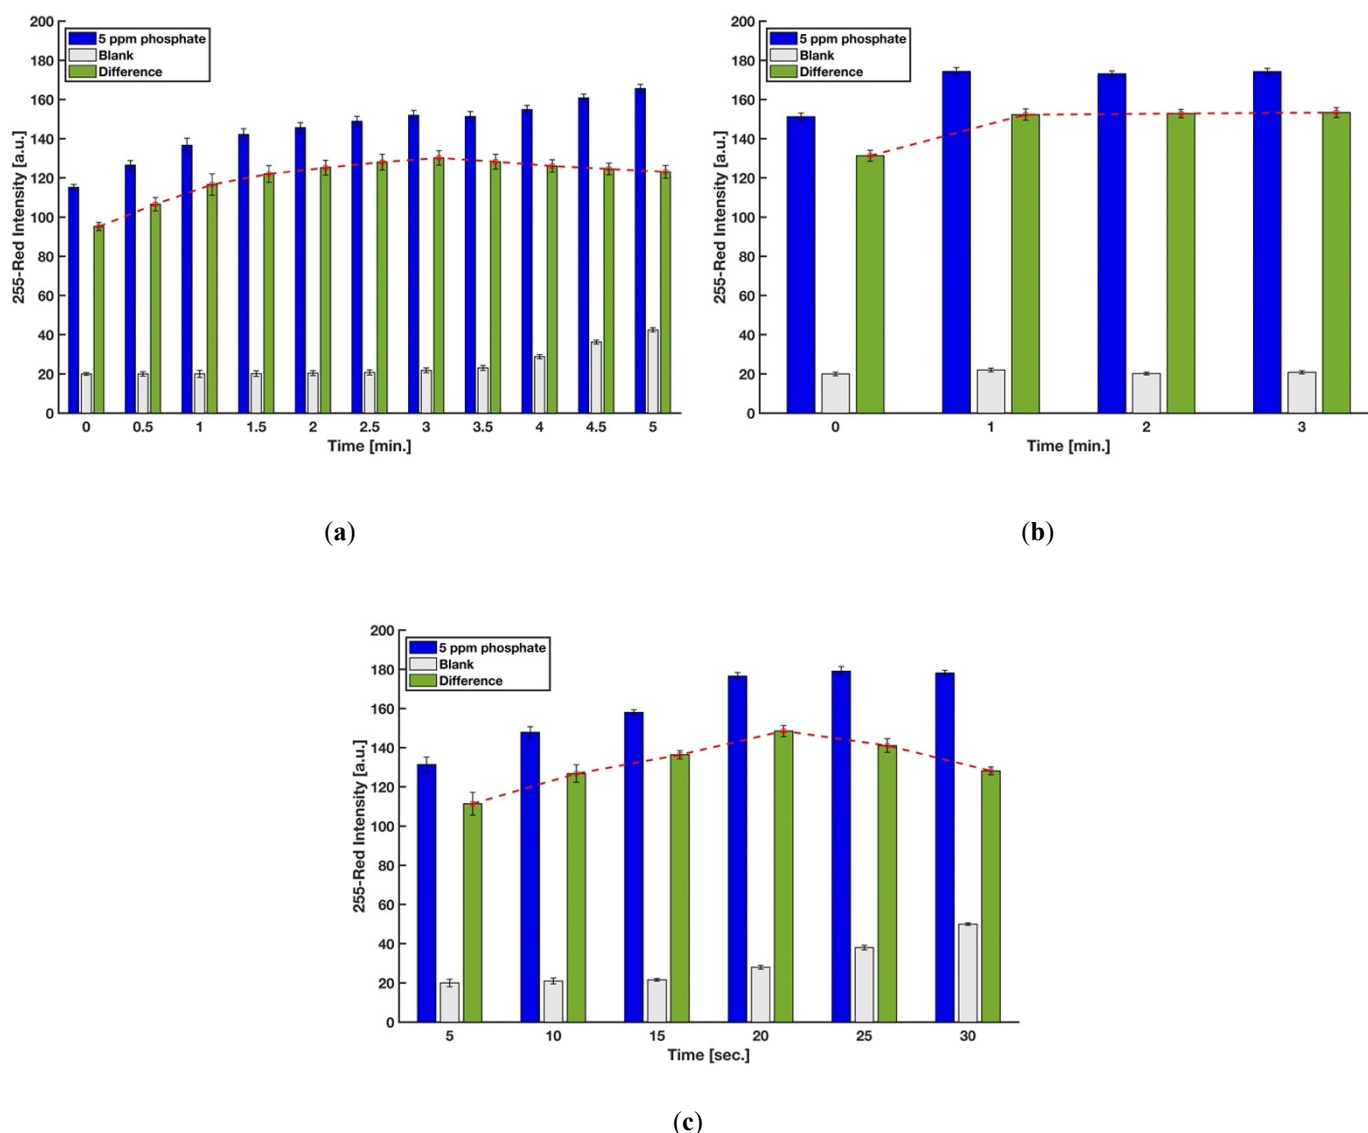 200
180
160
140
120
100
80
60
40
20
0
255-Red Intensity [a.u.]
5 ppm phosphate
Blank
Difference
0 0.5 1 1.5 2 2.5 3 3.5 4 4.5 5
Time [min.]
(a)
200
180
160
140
120
100
80
60
40
20
0
255-Red Intensity [a.u.]
5 ppm phosphate
Blank
Difference
0 1 2 3
Time [min.]
(b)
200
180
160
140
120
100
80
60
40
20
0
255-Red Intensity [a.u.]
5 ppm phosphate
Blank
Difference
5 10 15 20 25 30
Time [sec.]
(c)